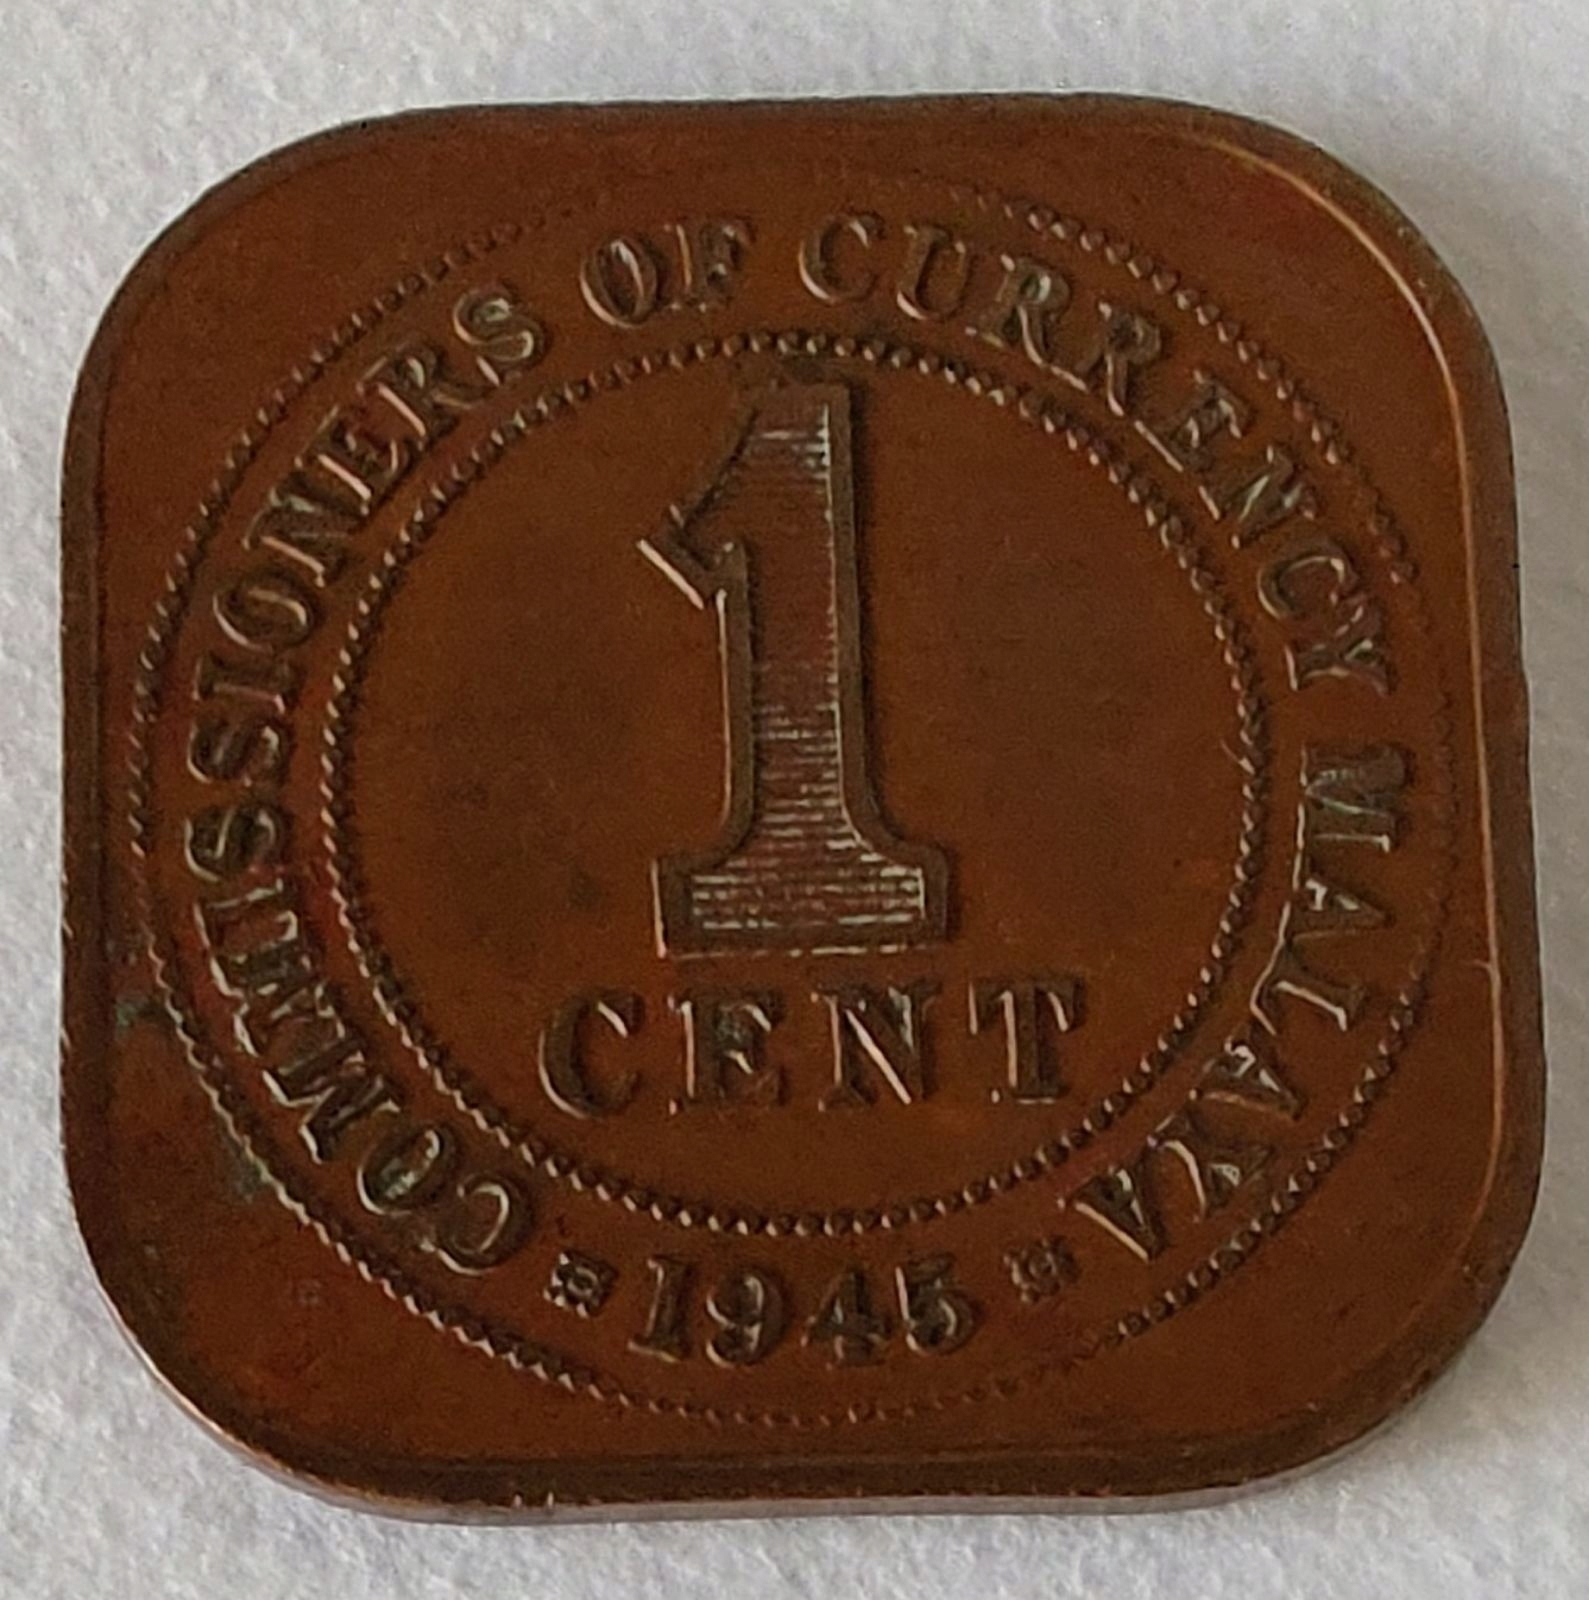 COMMISSIONERS OF CURRENCY MALAYA
1
CENT
1945